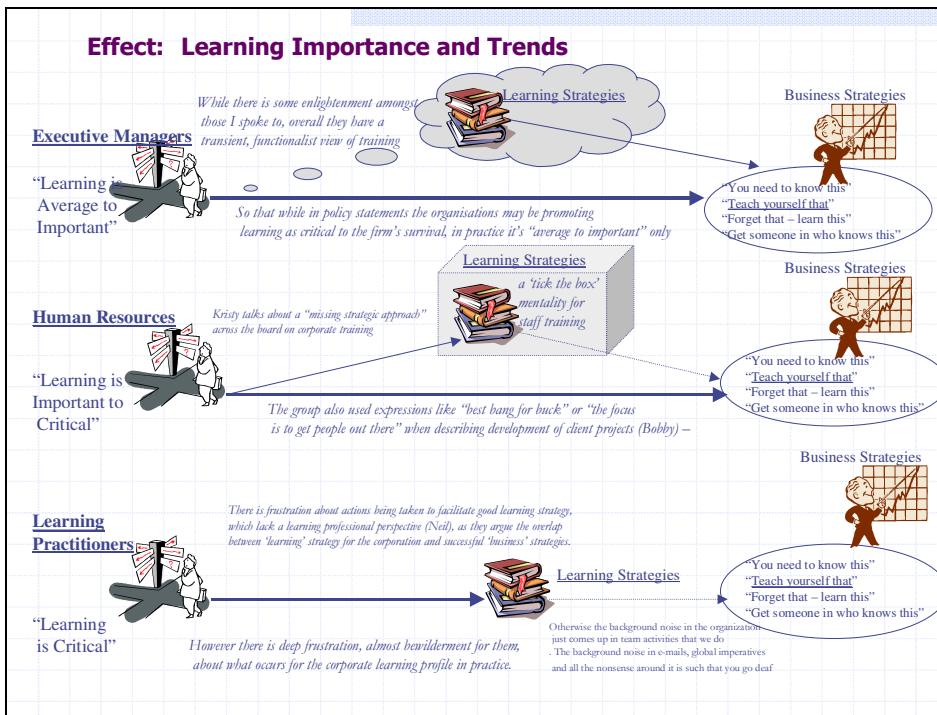 Effect: Learning Importance and Trends
While there is some enlightenment amongst
those I spoke to, overall they have a
transient, functionalist view of training
Learning Strategies
Business Strategies
Executive Managers
“Learning is
Average to
Important”
“You need to know this”
“Teach yourself that”
“Forget that – learn this”
“Get someone in who knows this”
So that while in policy statements the organisations may be promoting
learning as critical to the firm’s survival, in practice it’s “average to important” only
Learning Strategies
a ‘tick the box’
mentality for
staff training
Business Strategies
Human Resources
Kristy talks about a “missing strategic approach”
across the board on corporate training
“Learning is
Important to
Critical”
“You need to know this”
“Teach yourself that”
“Forget that – learn this”
“Get someone in who knows this”
The group also used expressions like “best bang for buck” or “the focus
is to get people out there” when describing development of client projects (Bobby) –
Business Strategies
There is frustration about actions being taken to facilitate good learning strategy,
which lack a learning professional perspective (Neil), as they argue the overlap
between ‘learning’ strategy for the corporation and successful ‘business’ strategies.
Learning
Practitioners
Learning Strategies
“You need to know this”
“Teach yourself that”
“Forget that – learn this”
“Get someone in who knows this”
“Learning
is Critical”
However there is deep frustration, almost bewilderment for them,
about what occurs for the corporate learning profile in practice.
Otherwise the background noise in the organization
just comes up in team activities that we do
. The background noise in e-mails, global imperatives
and all the nonsense around it is such that you go deaf